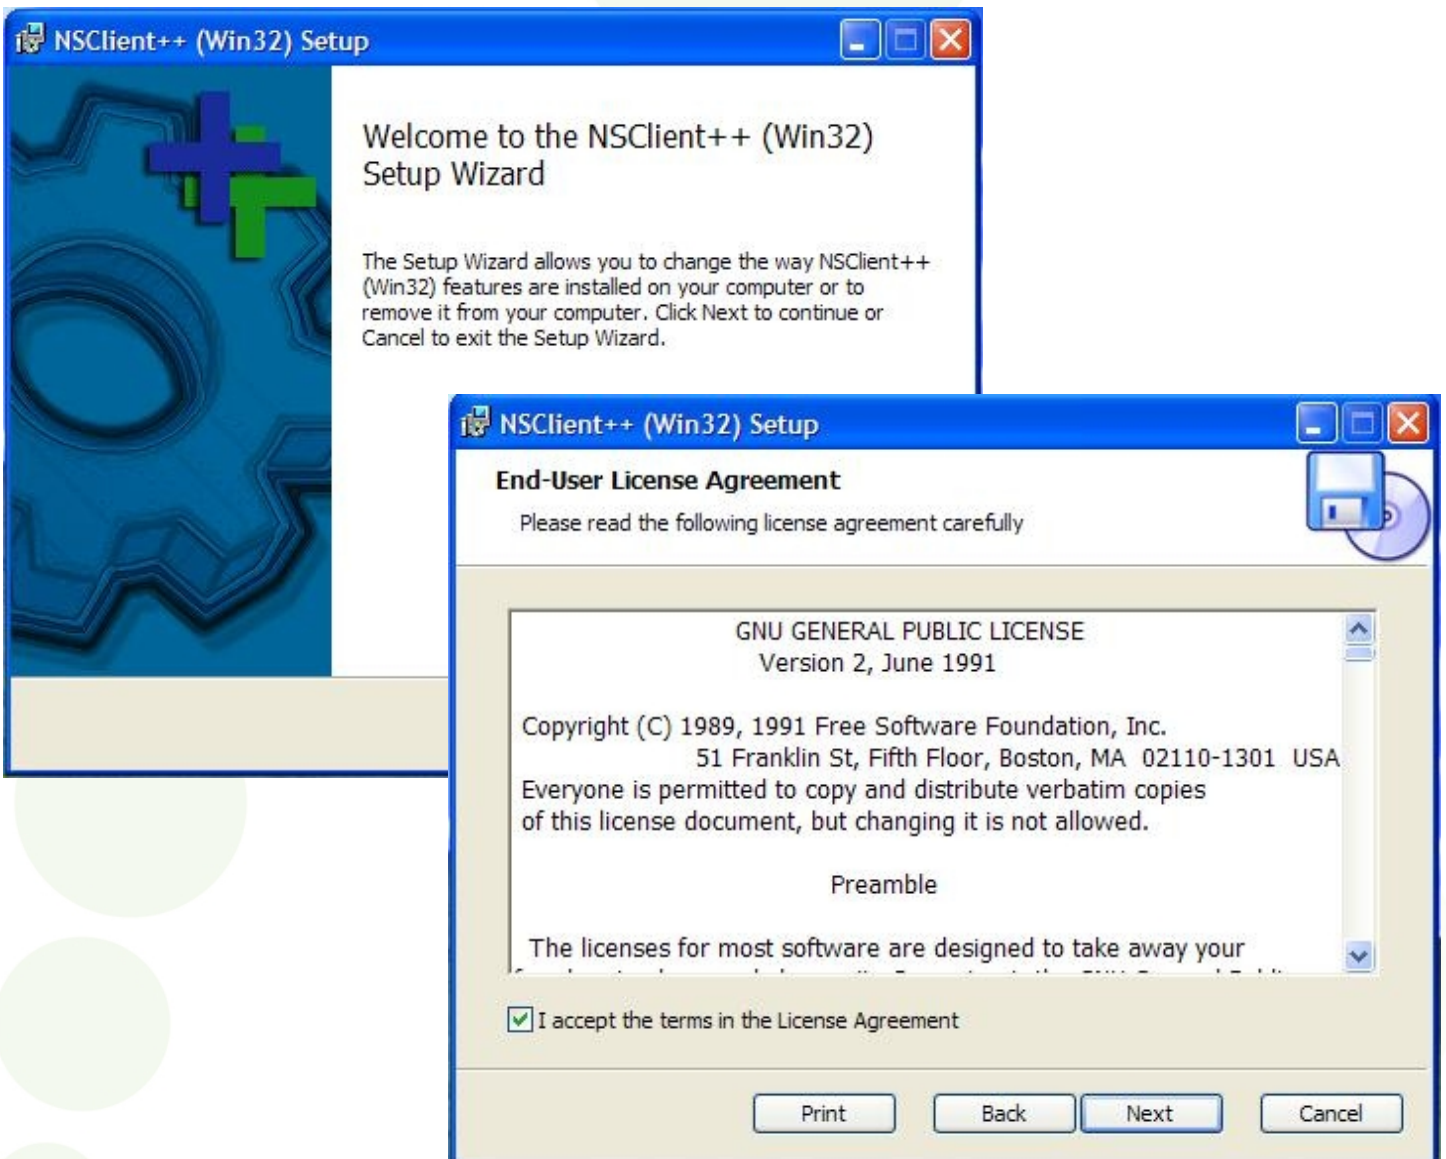 NSClient++ (Win32) Setup
Welcome to the NSClient++ (Win32)
Setup Wizard
The Setup Wizard allows you to change the way NSClient++
(Win32) features are installed on your computer or to
remove it from your computer. Click Next to continue or
Cancel to exit the Setup Wizard.
NSClient++ (Win32) Setup
End-User License Agreement
Please read the following license agreement carefully
GNU GENERAL PUBLIC LICENSE
Version 2, June 1991
Copyright (C) 1989, 1991 Free Software Foundation, Inc.
51 Franklin St, Fifth Floor, Boston, MA 02110-1301 USA
Everyone is permitted to copy and distribute verbatim copies
of this license document, but changing it is not allowed.
Preamble
The licenses for most software are designed to take away your
I accept the terms in the License Agreement
Print Back Next Cancel